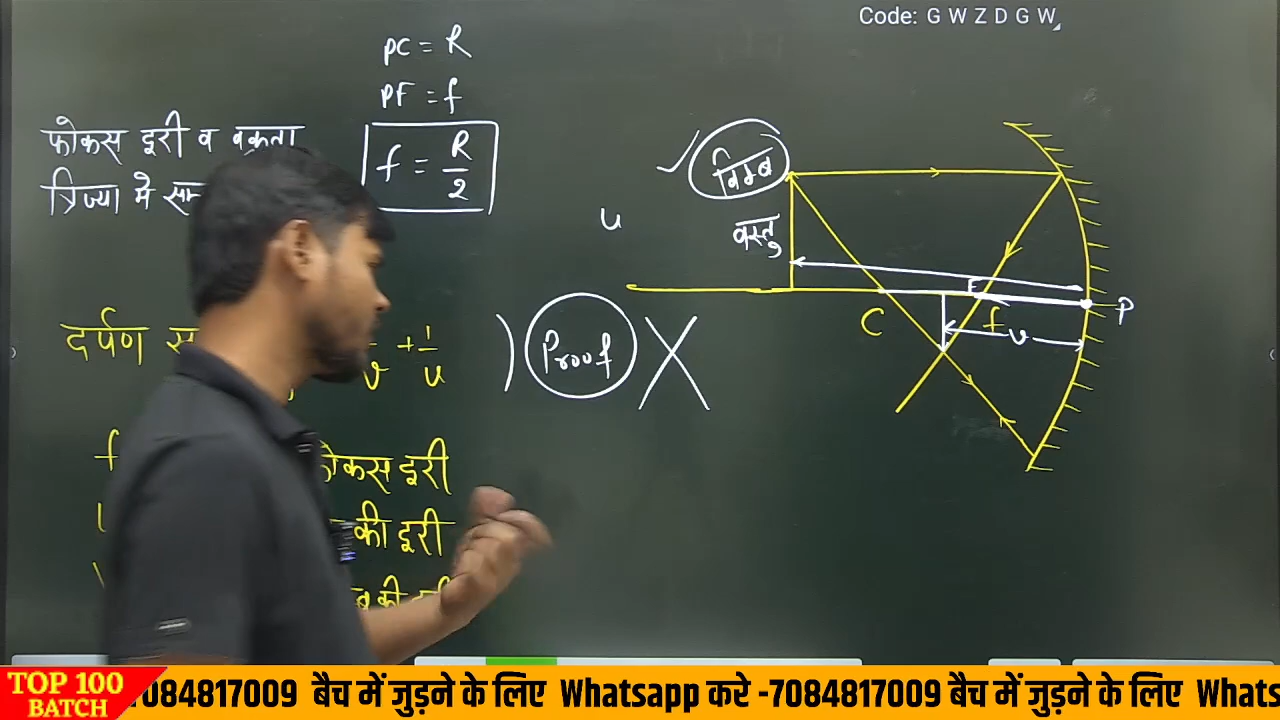 Code: G W Z D G W
PC = R
PF = f
f = R/2
फोकस दूरी व वक्रता
त्रिज्या मे
बिम्ब
वस्तु
u
दर्पण
v + 1/u
(Proof) X
C
F
f
v
P
f
फोकस दूरी
की दूरी
TOP 100
BATCH
7084817009 बैच में जुड़ने के लिए Whatsapp करे -7084817009 बैच में जुड़ने के लिए Whats